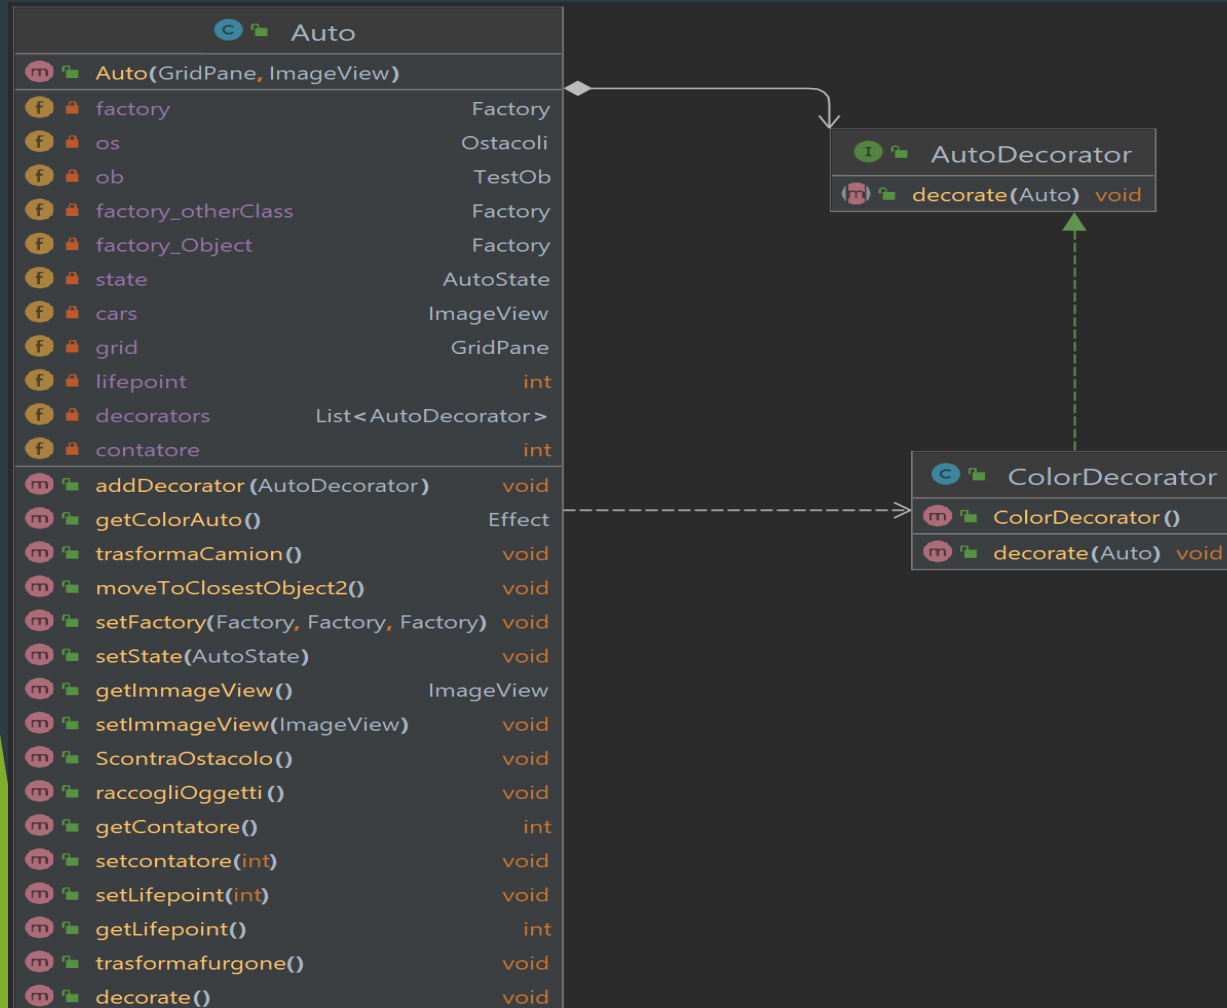 Auto
Auto(GridPane, ImageView)
factory Factory
os Ostacoli
ob TestOb
factory_otherClass Factory
factory_Object Factory
state AutoState
cars ImageView
grid GridPane
lifepoint int
decorators List<AutoDecorator>
contatore int
addDecorator(AutoDecorator) void
getColorAuto() Effect
trasformaCamion() void
moveToClosestObject2() void
setFactory(Factory, Factory, Factory) void
setState(AutoState) void
getImmageView() ImageView
setImmageView(ImageView) void
ScontraOstacolo() void
raccogliOggetti() void
getContatore() int
setcontatore(int) void
setLifepoint(int) void
getLifepoint() int
trasformafurgone() void
decorate() void
AutoDecorator
decorate(Auto) void
ColorDecorator
ColorDecorator()
decorate(Auto) void